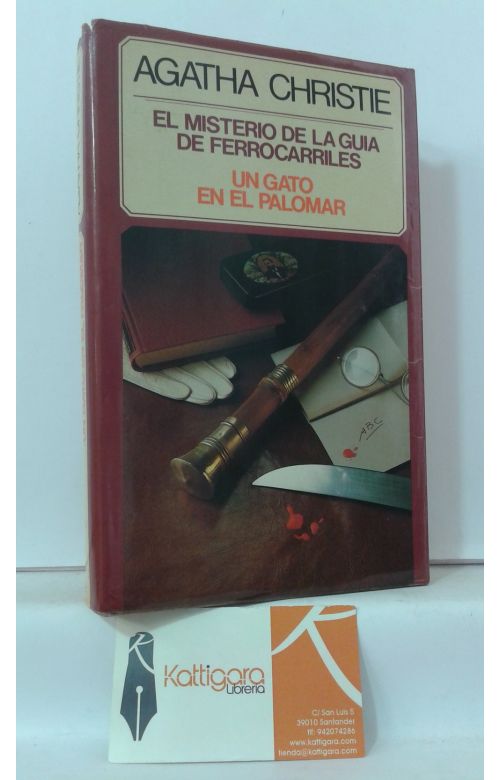 AGATHA CHRISTIE
EL MISTERIO DE LA GUIA
DE FERROCARRILES
UN GATO
EN EL PALOMAR
ABC
Kattigara
Librería
C/ San Luis 5
39010 Santander
tlf: 942074286
www.kattigara.com
tienda@kattigara.com